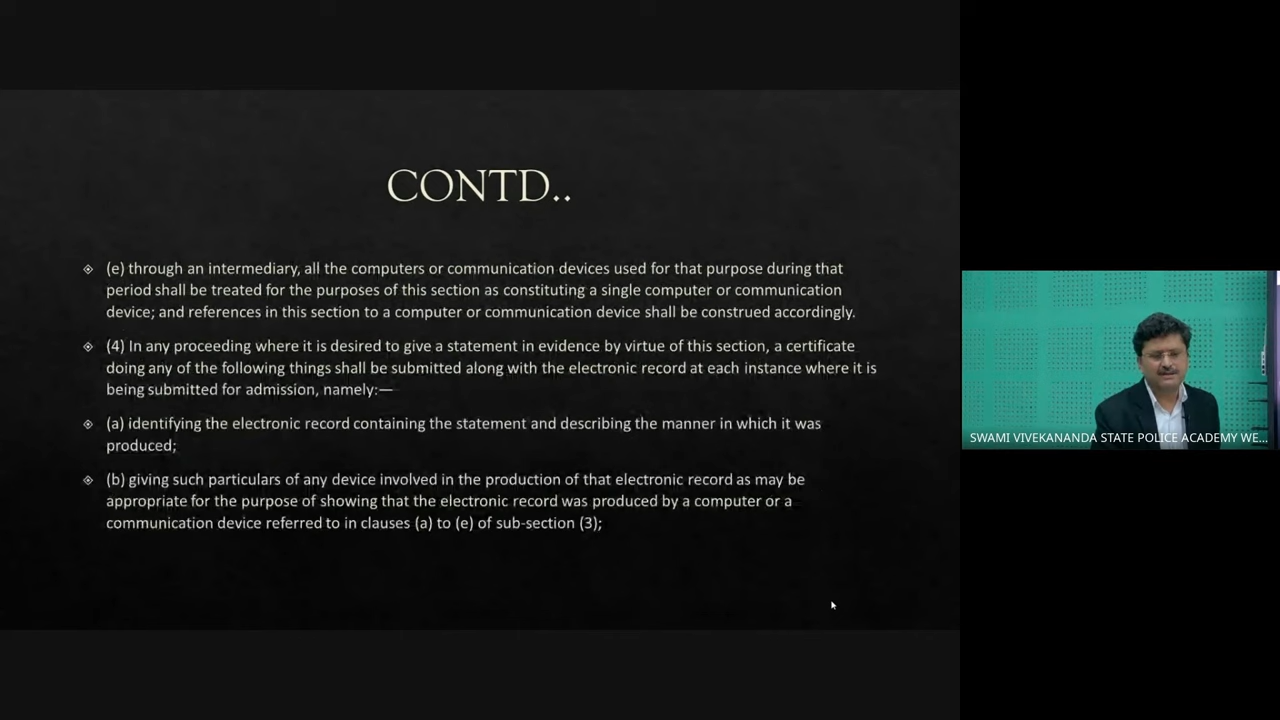 CONTD..
(e) through an intermediary, all the computers or communication devices used for that purpose during that
period shall be treated for the purposes of this section as constituting a single computer or communication
device; and references in this section to a computer or communication device shall be construed accordingly.
(4) In any proceeding where it is desired to give a statement in evidence by virtue of this section, a certificate
doing any of the following things shall be submitted along with the electronic record at each instance where it is
being submitted for admission, namely:—
(a) identifying the electronic record containing the statement and describing the manner in which it was
produced;
(b) giving such particulars of any device involved in the production of that electronic record as may be
appropriate for the purpose of showing that the electronic record was produced by a computer or a
communication device referred to in clauses (a) to (e) of sub-section (3);
SWAMI VIVEKANANDA STATE POLICE ACADEMY WE...